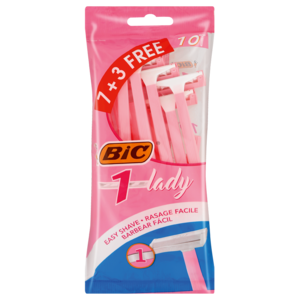 7 + 3 FREE
10
BiC
1 lady
EASY SHAVE • RASAGE FACILE
BARBEAR FÁCIL
1